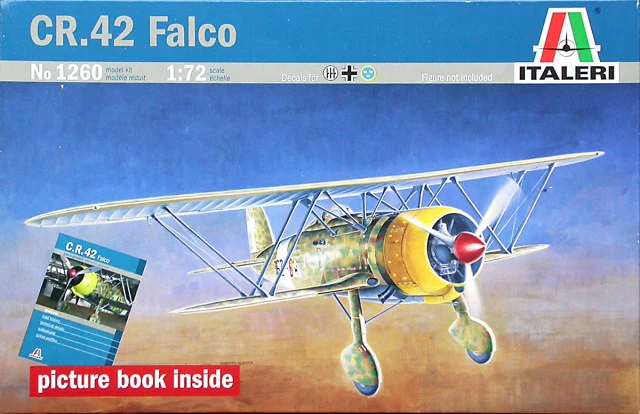 CR.42 Falco
No 1260 model kit
modèle réduit
1:72 scale
échelle
Decals for
Figure not included
ITALERI
C.R.42 Falco
picture book inside